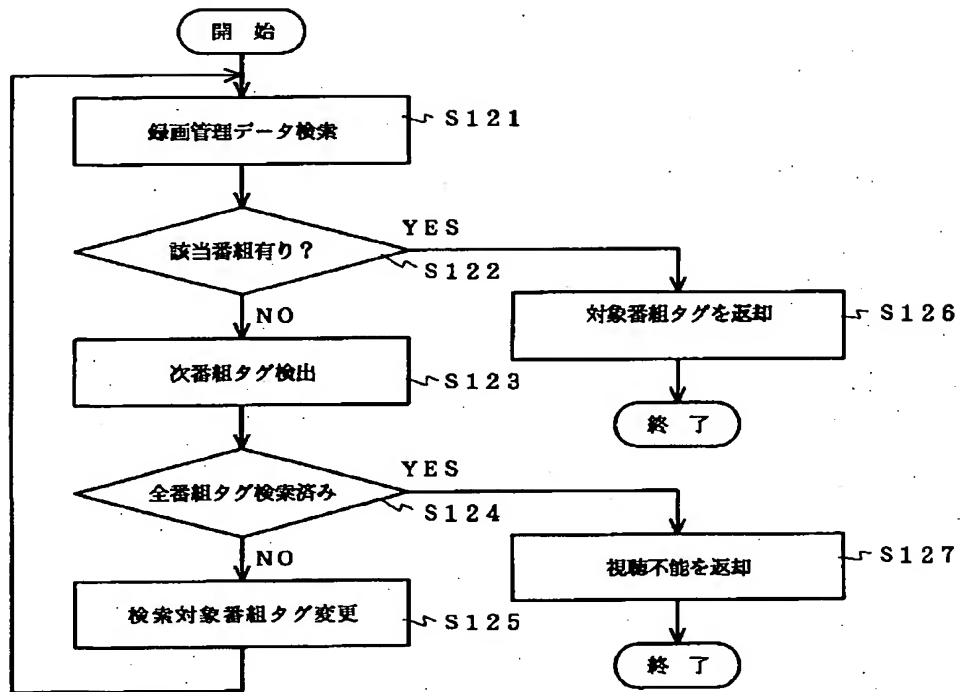 開 始
録画管理データ検索
S121
該当番組有り？
YES
S122
NO
対象番組タグを返却
S126
次番組タグ検出
S123
終 了
全番組タグ検索済み
YES
S124
NO
視聴不能を返却
S127
検索対象番組タグ変更
S125
終 了